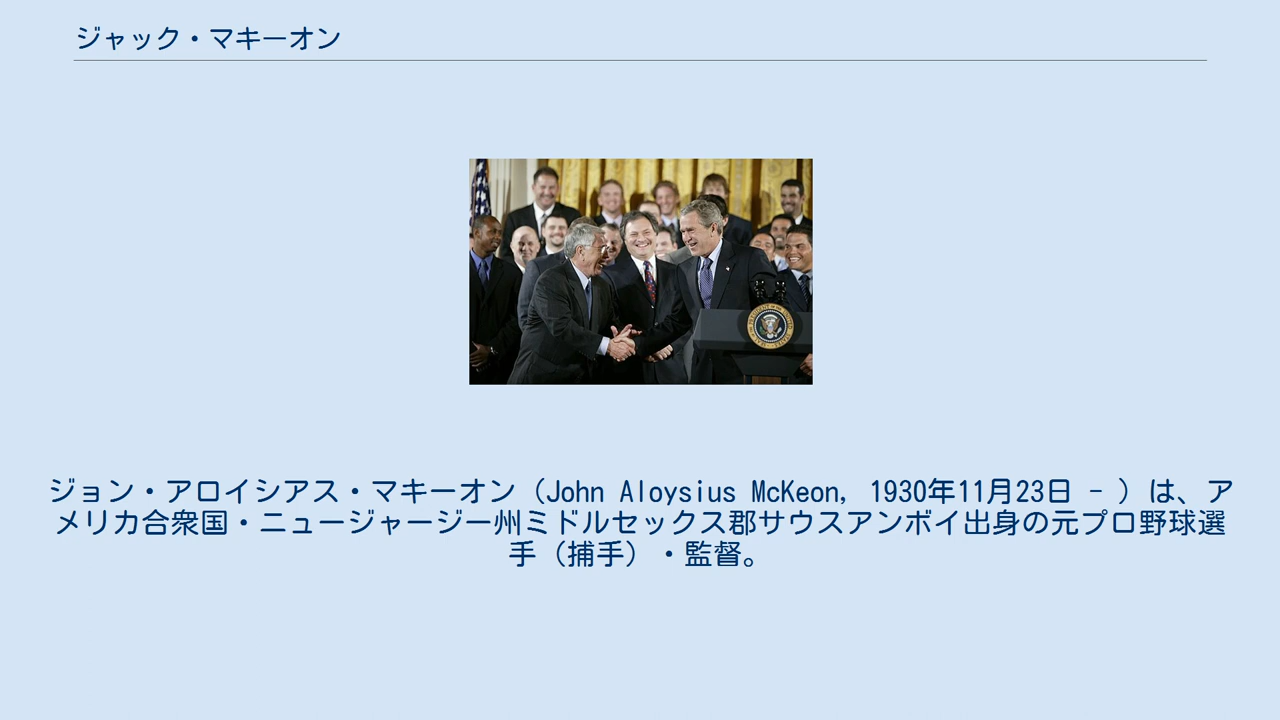 ジャック・マキーオン
ジョン・アロイシアス・マキーオン（John Aloysius McKeon, 1930年11月23日 - ）は、ア
メリカ合衆国・ニュージャージー州ミドルセックス郡サウスアンボイ出身の元プロ野球選
手（捕手）・監督。